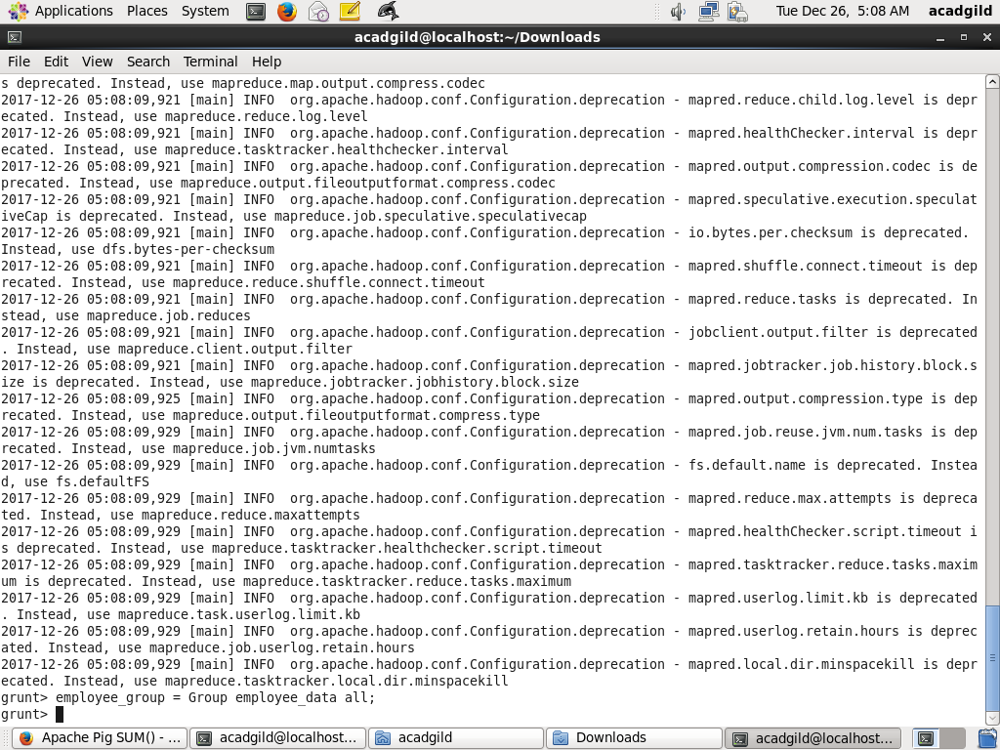 Applications Places System
Tue Dec 26, 5:08 AM acadgild
acadgild@localhost:~/Downloads
File Edit View Search Terminal Help
s deprecated. Instead, use mapreduce.map.output.compress.codec
2017-12-26 05:08:09,921 [main] INFO  org.apache.hadoop.conf.Configuration.deprecation - mapred.reduce.child.log.level is depr
ecated. Instead, use mapreduce.reduce.log.level
2017-12-26 05:08:09,921 [main] INFO  org.apache.hadoop.conf.Configuration.deprecation - mapred.healthChecker.interval is depr
ecated. Instead, use mapreduce.tasktracker.healthchecker.interval
2017-12-26 05:08:09,921 [main] INFO  org.apache.hadoop.conf.Configuration.deprecation - mapred.output.compression.codec is de
precated. Instead, use mapreduce.output.fileoutputformat.compress.codec
2017-12-26 05:08:09,921 [main] INFO  org.apache.hadoop.conf.Configuration.deprecation - mapred.speculative.execution.speculat
iveCap is deprecated. Instead, use mapreduce.job.speculative.speculativecap
2017-12-26 05:08:09,921 [main] INFO  org.apache.hadoop.conf.Configuration.deprecation - io.bytes.per.checksum is deprecated.
Instead, use dfs.bytes-per-checksum
2017-12-26 05:08:09,921 [main] INFO  org.apache.hadoop.conf.Configuration.deprecation - mapred.shuffle.connect.timeout is dep
recated. Instead, use mapreduce.reduce.shuffle.connect.timeout
2017-12-26 05:08:09,921 [main] INFO  org.apache.hadoop.conf.Configuration.deprecation - mapred.reduce.tasks is deprecated. In
stead, use mapreduce.job.reduces
2017-12-26 05:08:09,921 [main] INFO  org.apache.hadoop.conf.Configuration.deprecation - jobclient.output.filter is deprecated
. Instead, use mapreduce.client.output.filter
2017-12-26 05:08:09,921 [main] INFO  org.apache.hadoop.conf.Configuration.deprecation - mapred.jobtracker.job.history.block.s
ize is deprecated. Instead, use mapreduce.jobtracker.jobhistory.block.size
2017-12-26 05:08:09,925 [main] INFO  org.apache.hadoop.conf.Configuration.deprecation - mapred.output.compression.type is dep
recated. Instead, use mapreduce.output.fileoutputformat.compress.type
2017-12-26 05:08:09,929 [main] INFO  org.apache.hadoop.conf.Configuration.deprecation - mapred.job.reuse.jvm.num.tasks is dep
recated. Instead, use mapreduce.job.jvm.numtasks
2017-12-26 05:08:09,929 [main] INFO  org.apache.hadoop.conf.Configuration.deprecation - fs.default.name is deprecated. Instea
d, use fs.defaultFS
2017-12-26 05:08:09,929 [main] INFO  org.apache.hadoop.conf.Configuration.deprecation - mapred.reduce.max.attempts is depreca
ted. Instead, use mapreduce.reduce.maxattempts
2017-12-26 05:08:09,929 [main] INFO  org.apache.hadoop.conf.Configuration.deprecation - mapred.healthChecker.script.timeout i
s deprecated. Instead, use mapreduce.tasktracker.healthchecker.script.timeout
2017-12-26 05:08:09,929 [main] INFO  org.apache.hadoop.conf.Configuration.deprecation - mapred.tasktracker.reduce.tasks.maxim
um is deprecated. Instead, use mapreduce.tasktracker.reduce.tasks.maximum
2017-12-26 05:08:09,929 [main] INFO  org.apache.hadoop.conf.Configuration.deprecation - mapred.userlog.limit.kb is deprecated
. Instead, use mapreduce.task.userlog.limit.kb
2017-12-26 05:08:09,929 [main] INFO  org.apache.hadoop.conf.Configuration.deprecation - mapred.userlog.retain.hours is deprec
ated. Instead, use mapreduce.job.userlog.retain.hours
2017-12-26 05:08:09,929 [main] INFO  org.apache.hadoop.conf.Configuration.deprecation - mapred.local.dir.minspacekill is depr
ecated. Instead, use mapreduce.tasktracker.local.dir.minspacekill
grunt> employee_group = Group employee_data all;
grunt>
Apache Pig SUM() - ... acadgild@localhost:... acadgild Downloads acadgild@localhost:...